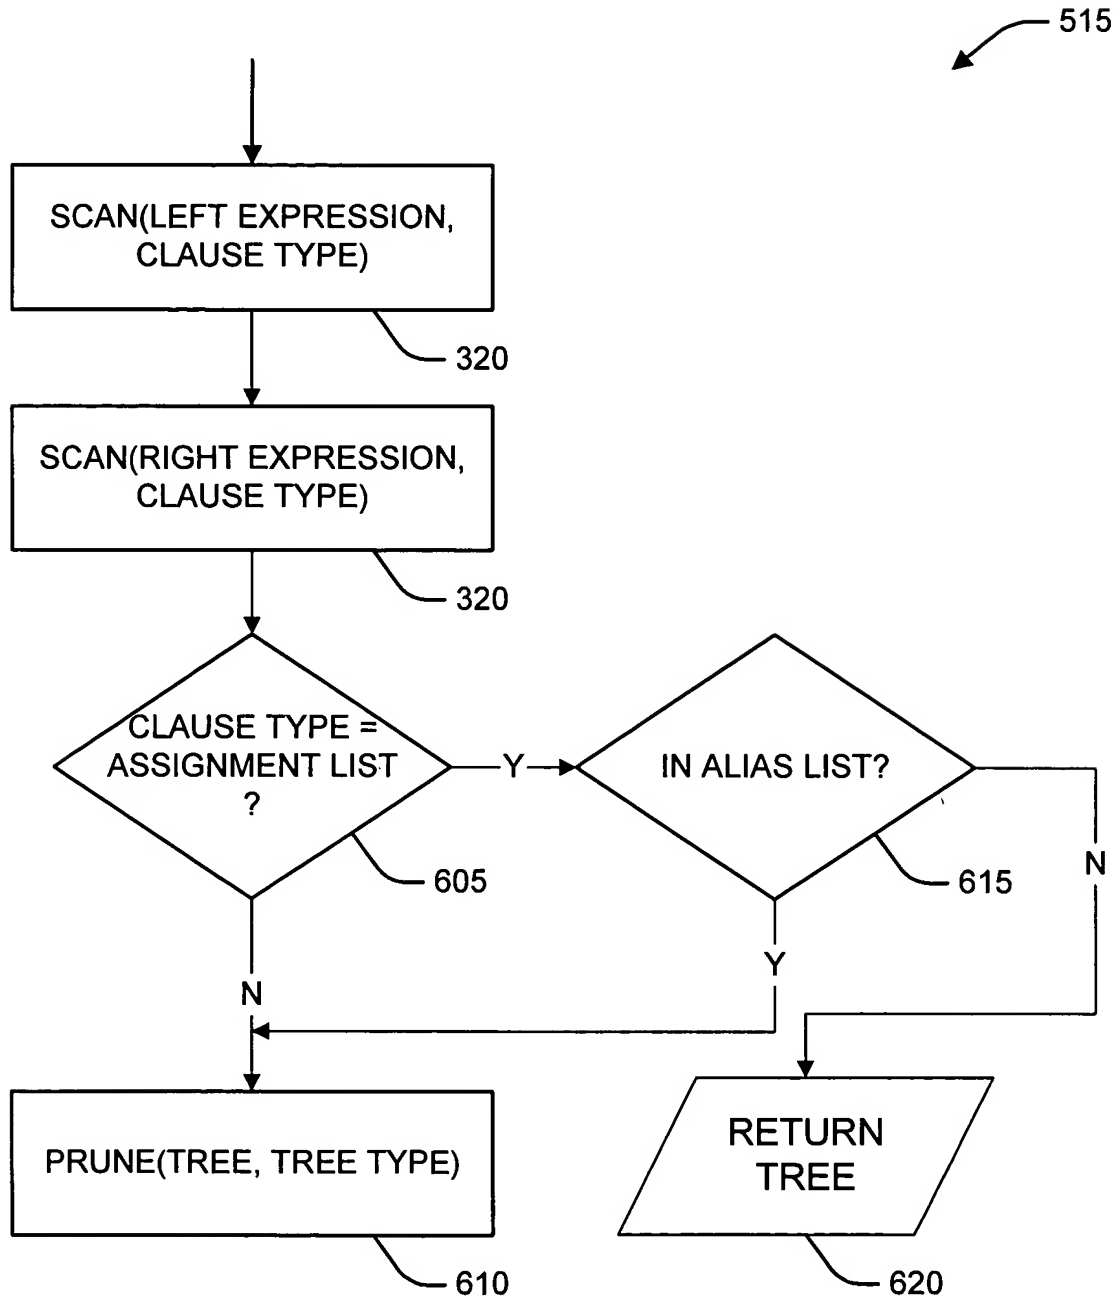 515
SCAN(LEFT EXPRESSION,
CLAUSE TYPE)
320
SCAN(RIGHT EXPRESSION,
CLAUSE TYPE)
320
CLAUSE TYPE =
ASSIGNMENT LIST
?
605
Y
IN ALIAS LIST?
615
N
Y
N
PRUNE(TREE, TREE TYPE)
610
RETURN
TREE
620